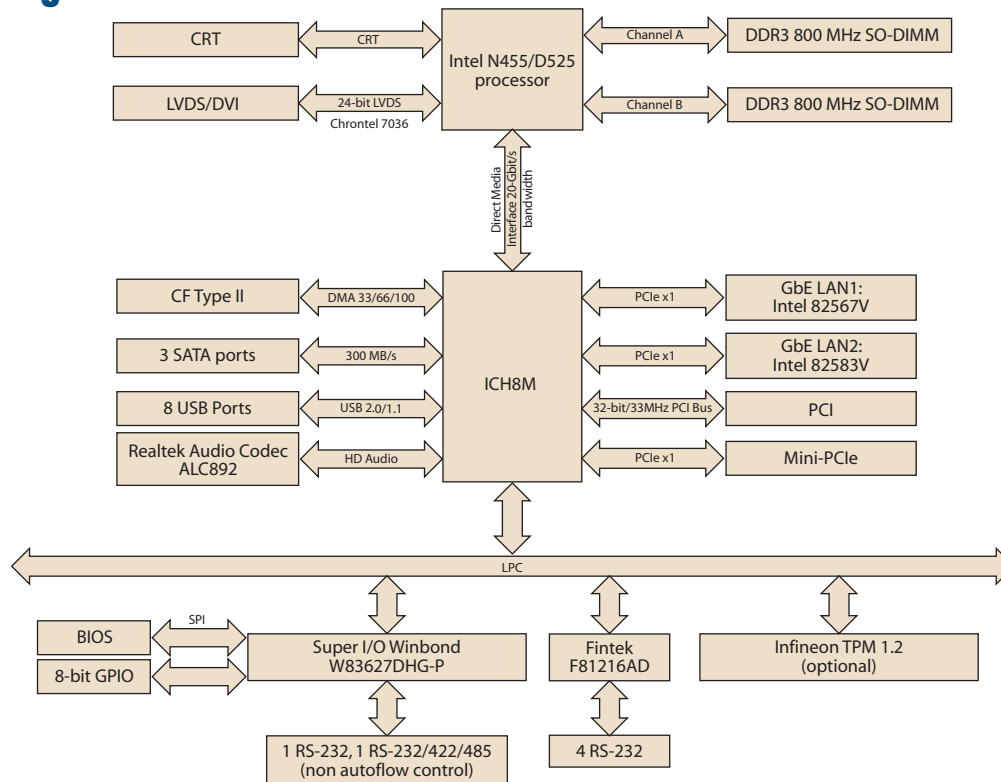 CRT
CRT
Intel N455/D525
processor
Channel A
DDR3 800 MHz SO-DIMM
LVDS/DVI
24-bit LVDS
Chrontel 7036
Channel B
DDR3 800 MHz SO-DIMM
Direct Media
Interface 20-Gbit/s
bandwidth
CF Type II
DMA 33/66/100
ICH8M
PCIe x1
GbE LAN1:
Intel 82567V
3 SATA ports
300 MB/s
PCIe x1
GbE LAN2:
Intel 82583V
8 USB Ports
USB 2.0/1.1
32-bit/33MHz PCI Bus
PCI
Realtek Audio Codec
ALC892
HD Audio
PCIe x1
Mini-PCIe
LPC
BIOS
SPI
8-bit GPIO
Super I/O Winbond
W83627DHG-P
Fintek
F81216AD
Infineon TPM 1.2
(optional)
1 RS-232, 1 RS-232/422/485
(non autoflow control)
4 RS-232